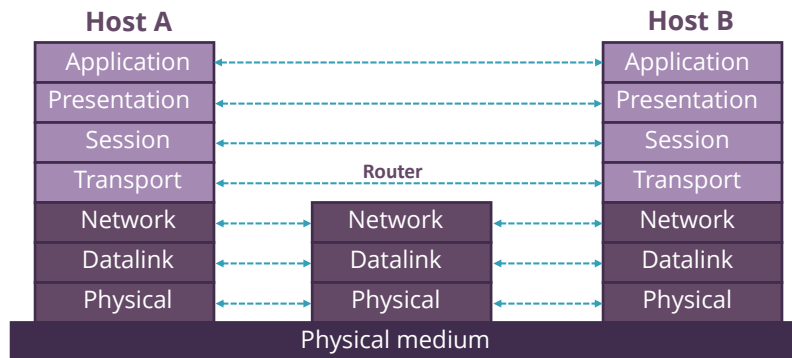 Host A
Host B
Application
Application
Presentation
Presentation
Session
Session
Transport
Router
Transport
Network
Network
Network
Datalink
Datalink
Datalink
Physical
Physical
Physical
Physical medium